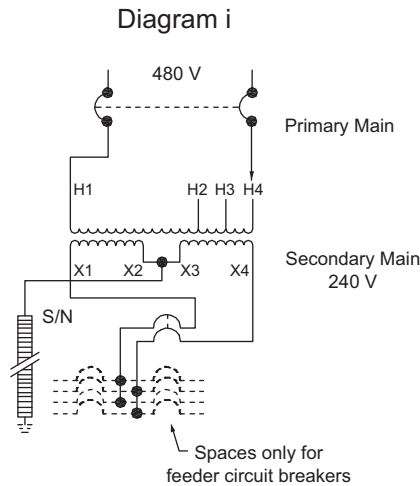 Diagram i
480 V
Primary Main
H1
H2
H3
H4
X1
X2
X3
X4
Secondary Main
240 V
S/N
Spaces only for
feeder circuit breakers